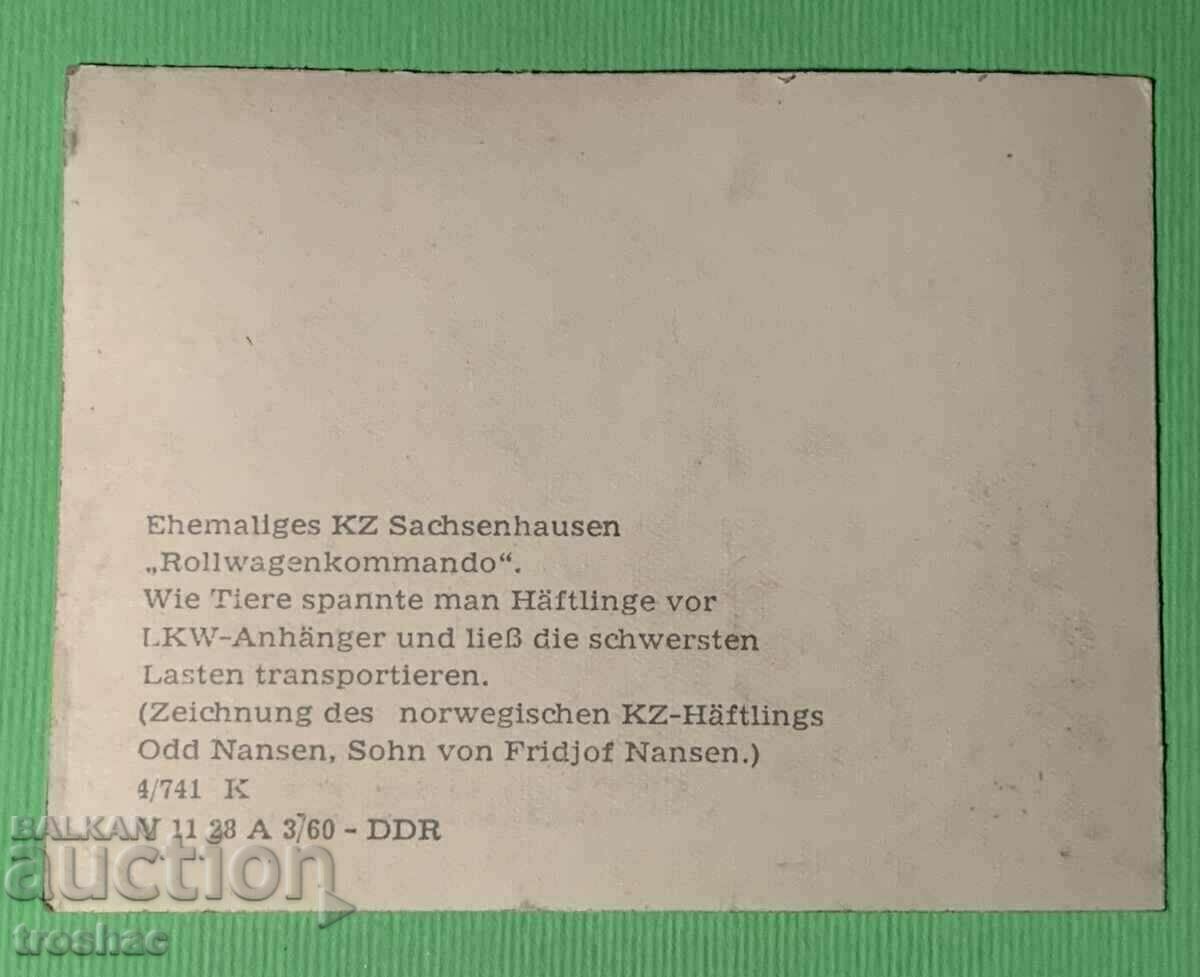 Ehemaliges KZ Sachsenhausen
„Rollwagenkommando“.
Wie Tiere spannte man Häftlinge vor
LKW-Anhänger und ließ die schwersten
Lasten transportieren.
(Zeichnung des norwegischen KZ-Häftlings
Odd Nansen, Sohn von Fridjof Nansen.)
4/741 K
V 11 28 A 3/60 - DDR
BALKAN
auction
troshac